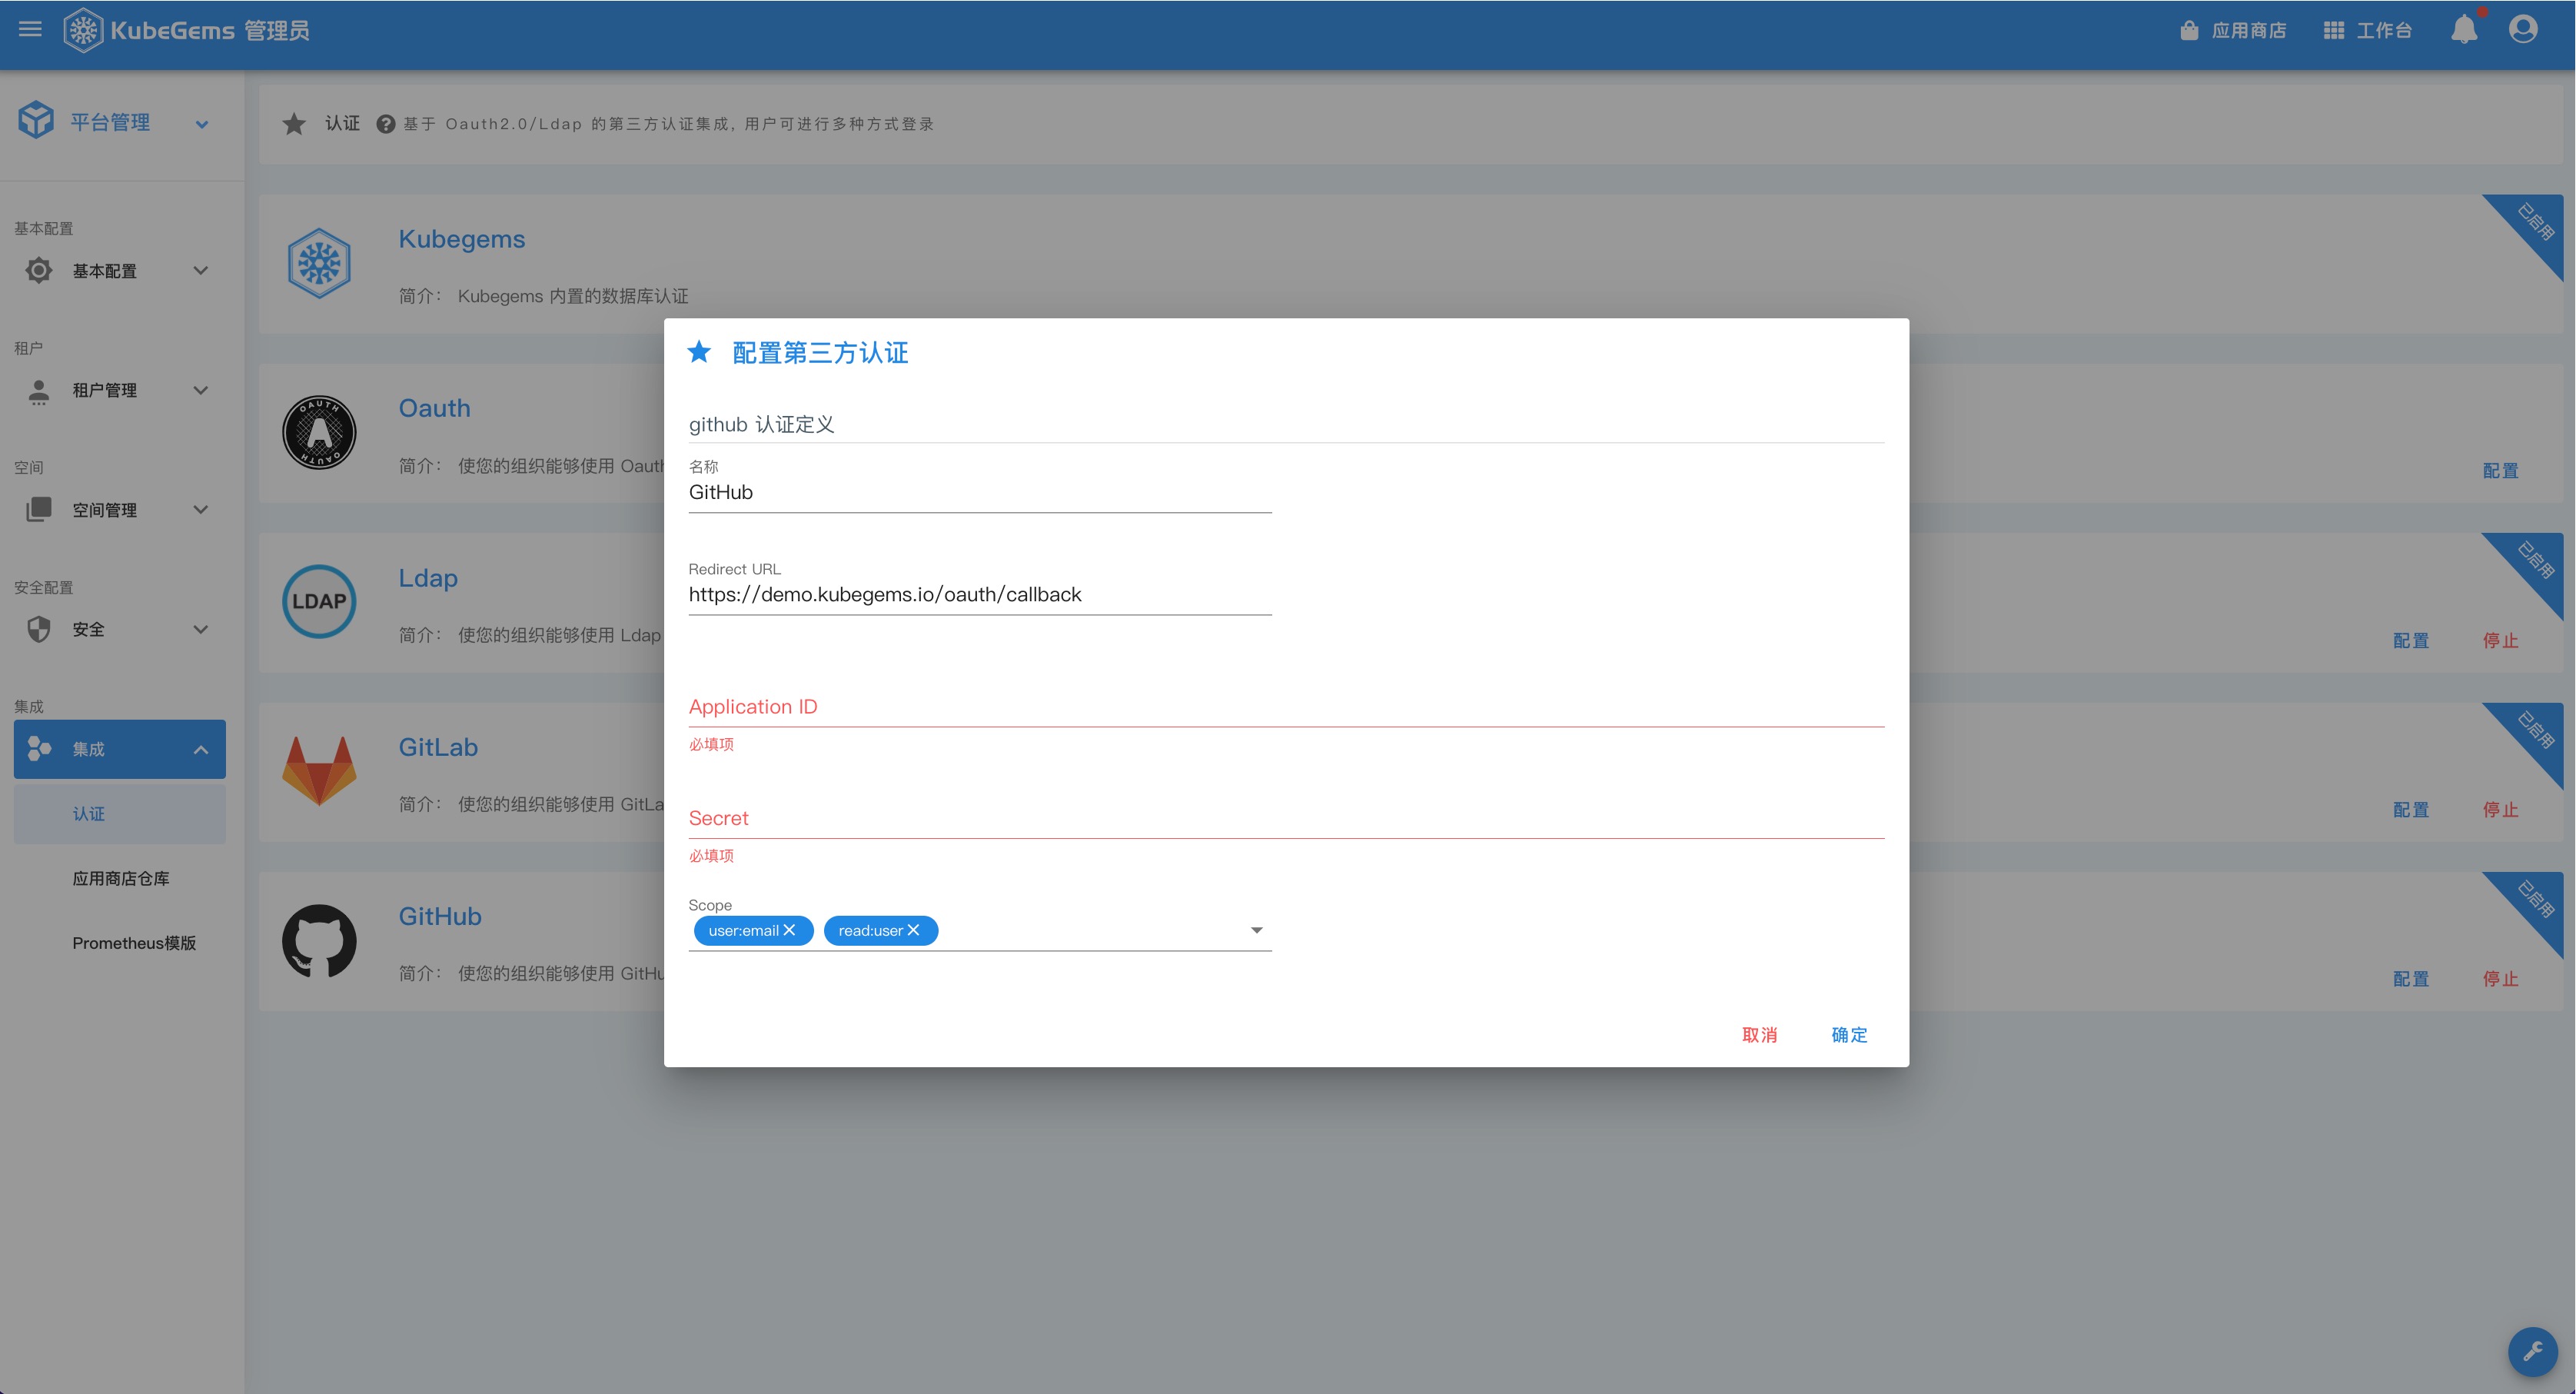 KubeGems 管理员
应用商店
工作台
平台管理
认证
基于 Oauth2.0/Ldap 的第三方认证集成, 用户可进行多种方式登录
基本配置
基本配置
租户
租户管理
空间
空间管理
安全配置
安全
集成
集成
认证
应用商店仓库
Prometheus模版
Kubegems
简介： Kubegems 内置的数据库认证
已启用
OAUTH
A
OAUTH
Oauth
简介： 使您的组织能够使用 Oauth
配置
LDAP
Ldap
简介： 使您的组织能够使用 Ldap
已启用
配置
停止
GitLab
简介： 使您的组织能够使用 GitLa
已启用
配置
停止
GitHub
简介： 使您的组织能够使用 GitHu
已启用
配置
停止
配置第三方认证
github 认证定义
名称
GitHub
Redirect URL
https://demo.kubegems.io/oauth/callback
Application ID
必填项
Secret
必填项
Scope
user:email
read:user
取消
确定